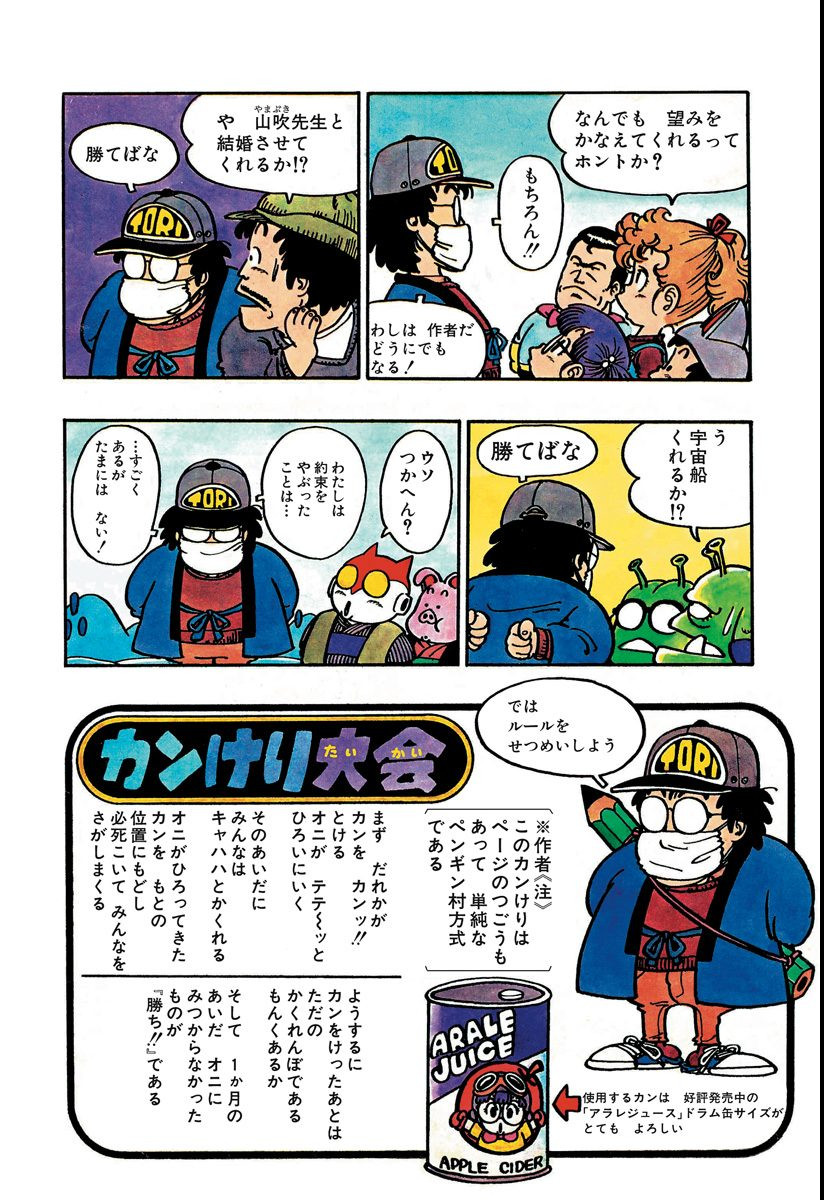 なんでも　望みを
かなえてくれるって
ホントか？
もちろん!!
わしは　作者だ
どうにでも
なる！
TORI
や　山吹先生と
やまぶき
結婚させて
くれるか!?
勝てばな
TORI
う
宇宙船
くれるか!?
勝てばな
ウソ
つかへん？
わたしは
約束を
やぶった
ことは…
…すごく
あるが
たまには　ない！
TORI
では
ルールを
せつめいしよう
TORI
カンけり大会
たいかい
※作者《注》
このカンけりは
ページのつごうも
あって　単純な
ペンギン村方式
である
まず　だれかが
カンを　カンッ!!
とける
オニが　テテ〜ッと
ひろいにいく
そのあいだに
みんなは
キャハハとかくれる
オニがひろってきた
カンを　もとの
位置にもどし
必死こいて　みんなを
さがしまくる
ようするに
カンをけったあとは
ただの
かくれんぼである
もんくあるか
そして　１か月の
あいだ　オニに
みつからなかった
ものが
『勝ち!!』である
ARALE
JUICE
APPLE CIDER
使用するカンは　好評発売中の
「アラレジュース」ドラム缶サイズが
とても　よろしい